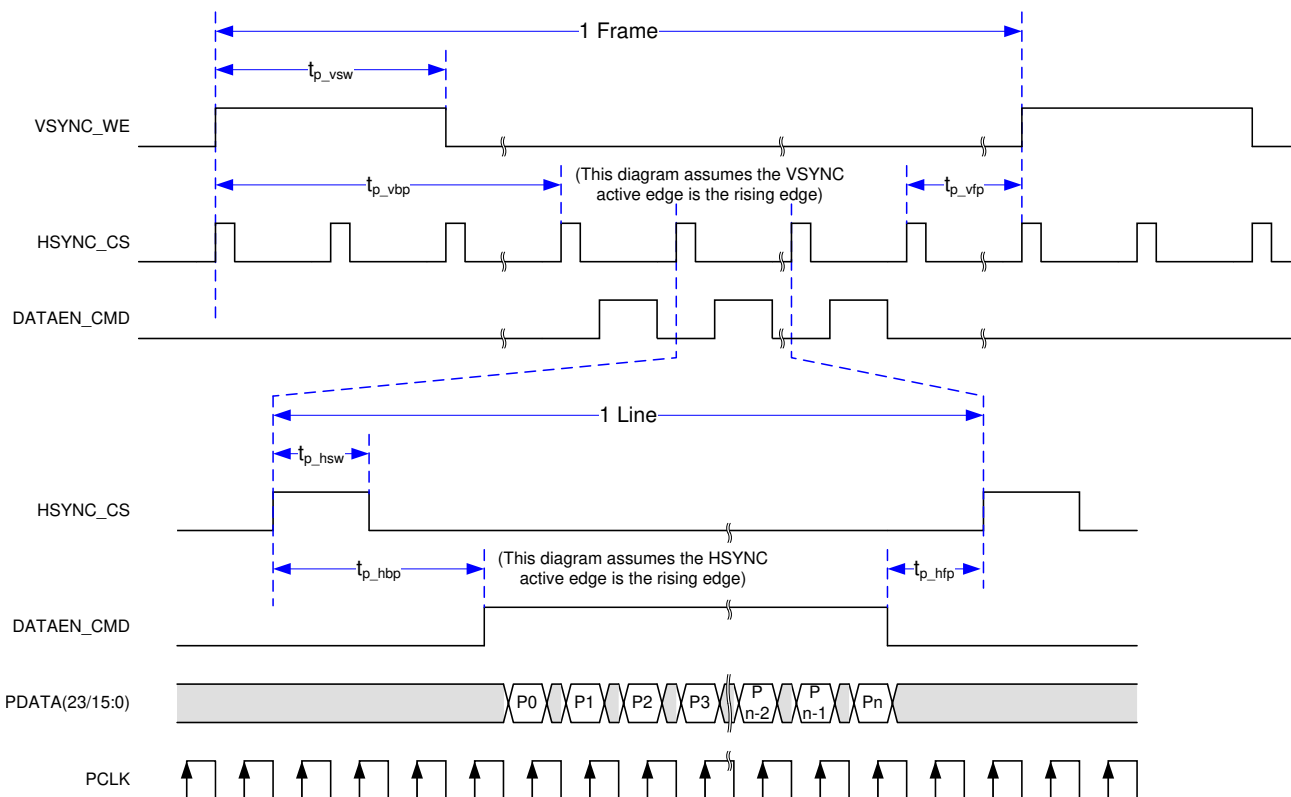 1 Frame
tp_vsw
VSYNC_WE
tp_vbp
(This diagram assumes the VSYNC
active edge is the rising edge)
tp_vfp
HSYNC_CS
DATAEN_CMD
1 Line
tp_hsw
HSYNC_CS
tp_hbp
(This diagram assumes the HSYNC
active edge is the rising edge)
tp_hfp
DATAEN_CMD
PDATA(23/15:0)
P0
P1
P2
P3
P
n-2
P
n-1
Pn
PCLK